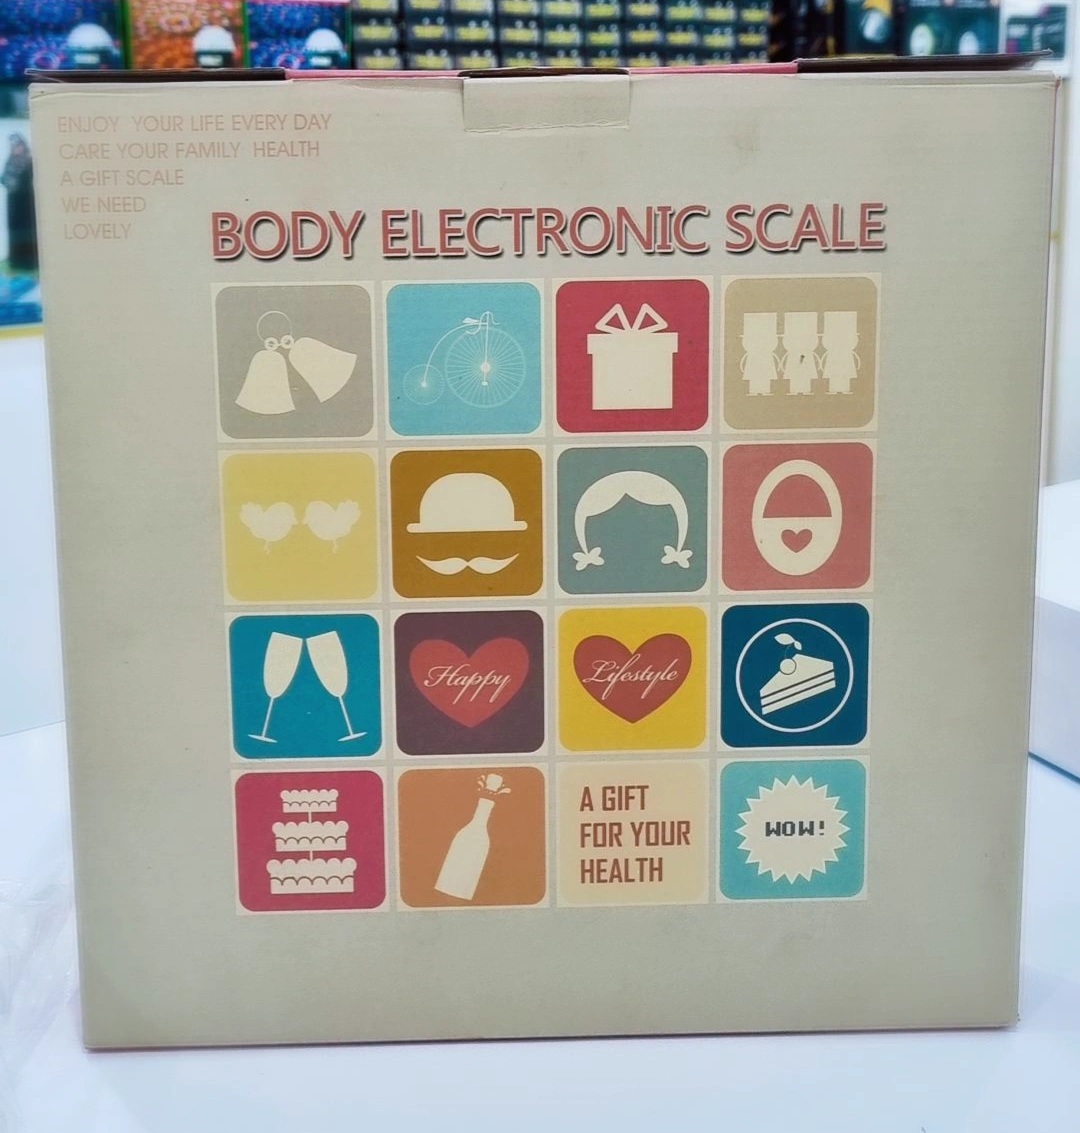 ENJOY YOUR LIFE EVERY DAY
CARE YOUR FAMILY HEALTH
A GIFT SCALE
WE NEED
LOVELY
BODY ELECTRONIC SCALE
Happy
Lifestyle
A GIFT
FOR YOUR
HEALTH
WOW!